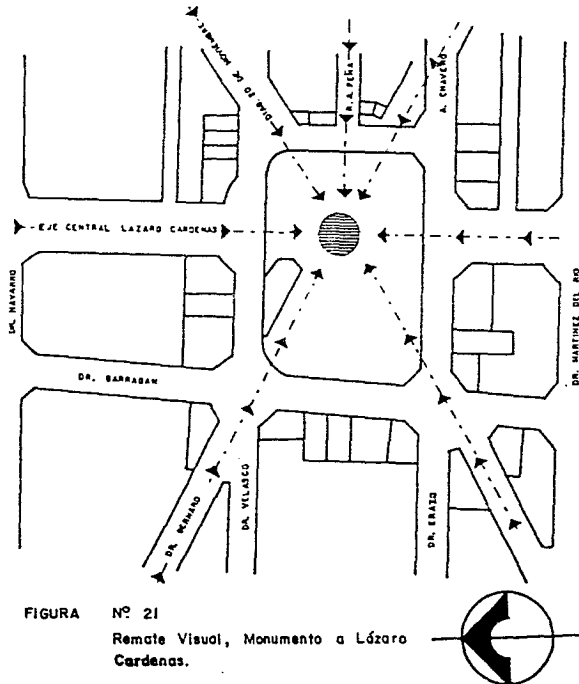 DIAG. 20 DE NOVIEMBRE
R. A. PEÑA
A. CHAVERO
EJE CENTRAL LAZARO CARDENAS
DR. NAVARRO
DR. MARTINEZ DEL RIO
DR. BARRAGAN
DR. BERNARD
DR. VELASCO
DR. ERAZO
FIGURA Nº 21
Remate Visual, Monumento a Lázaro
Cardenas.